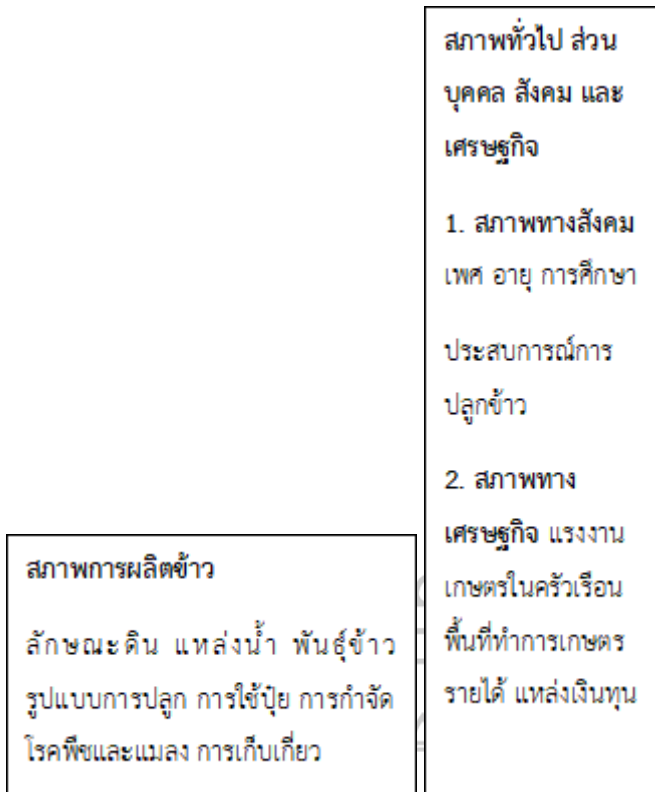 สภาพทั่วไป ส่วน
บุคคล สังคม และ
เศรษฐกิจ
1. สภาพทางสังคม
เพศ อายุ การศึกษา
ประสบการณ์การ
ปลูกข้าว
2. สภาพทาง
เศรษฐกิจ แรงงาน
เกษตรในครัวเรือน
พื้นที่ทำการเกษตร
รายได้ แหล่งเงินทุน
สภาพการผลิตข้าว
ลักษณะดิน แหล่งน้ำ พันธุ์ข้าว
รูปแบบการปลูก การใช้ปุ๋ย การกำจัด
โรคพืชและแมลง การเก็บเกี่ยว